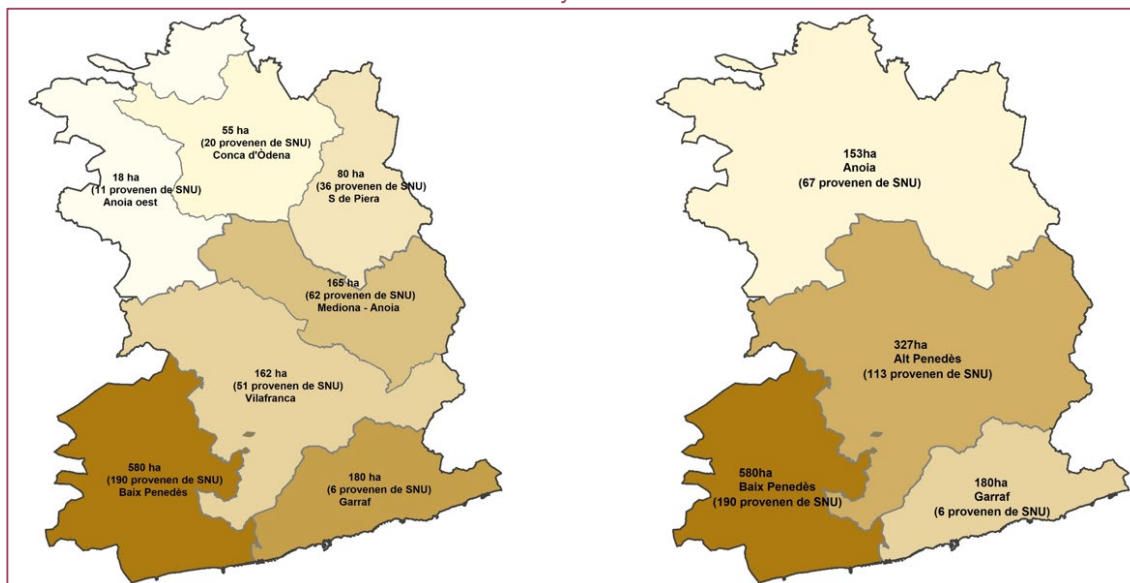 55 ha
(20 provenen de SNU)
Conca d'Òdena
18 ha
(11 provenen de SNU)
Anoia oest
80 ha
(36 provenen de SNU)
S de Piera
165 ha
(62 provenen de SNU)
Mediona - Anoia
162 ha
(51 provenen de SNU)
Vilafranca
580 ha
(190 provenen de SNU)
Baix Penedès
180 ha
(6 provenen de SNU)
Garraf
153ha
Anoia
(67 provenen de SNU)
327ha
Alt Penedès
(113 provenen de SNU)
580ha
Baix Penedès
(190 provenen de SNU)
180ha
Garraf
(6 provenen de SNU)